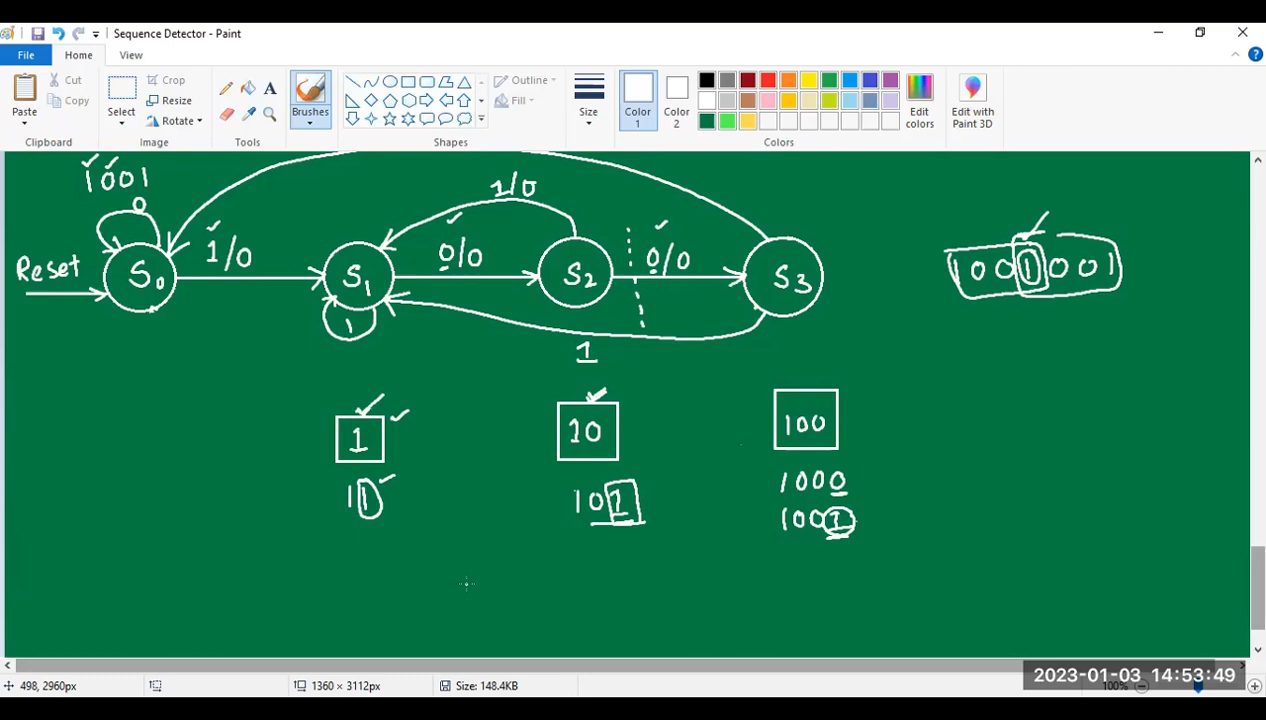 Sequence Detector - Paint
File Home View
Paste Cut Copy Select Crop Resize Rotate Brushes Outline Fill Size Color 1 Color 2 Edit colors Edit with Paint 3D
Clipboard Image Tools Shapes Colors
1001
0
1/0
Reset S0 1/0 S1 0/0 S2 0/0 S3 1001001
1
1
1 10 100
11 101 1000
1001
498, 2960px 1360 × 3112px Size: 148.4KB 100%
2023-01-03 14:53:49